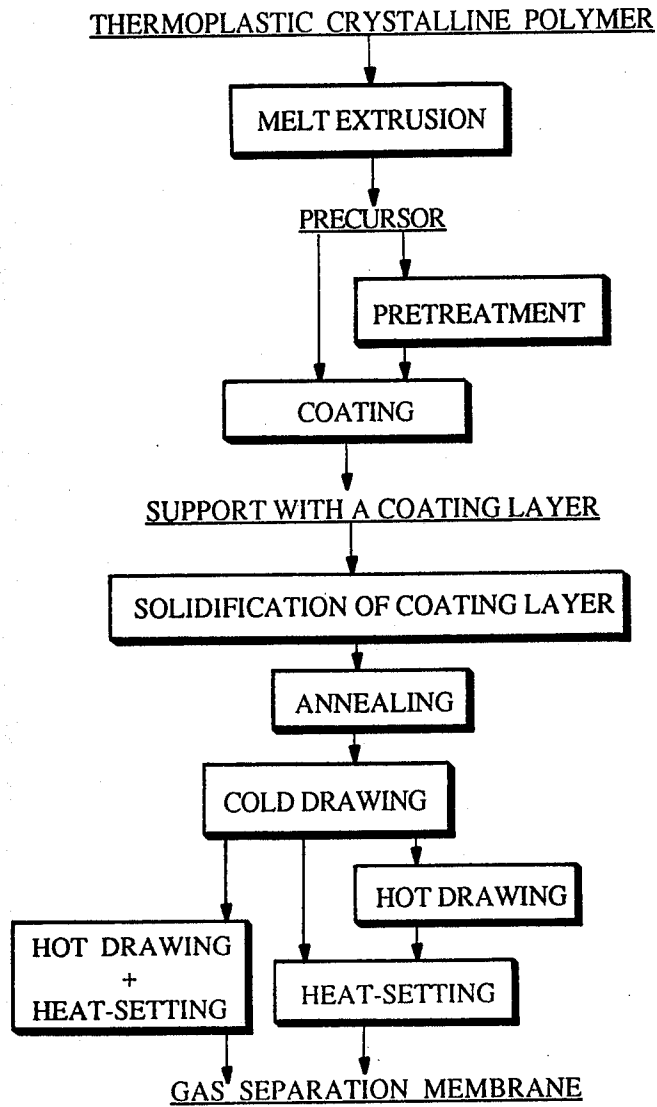 THERMOPLASTIC CRYSTALLINE POLYMER
MELT EXTRUSION
PRECURSOR
PRETREATMENT
COATING
SUPPORT WITH A COATING LAYER
SOLIDIFICATION OF COATING LAYER
ANNEALING
COLD DRAWING
HOT DRAWING
HOT DRAWING
+
HEAT-SETTING
HEAT-SETTING
GAS SEPARATION MEMBRANE